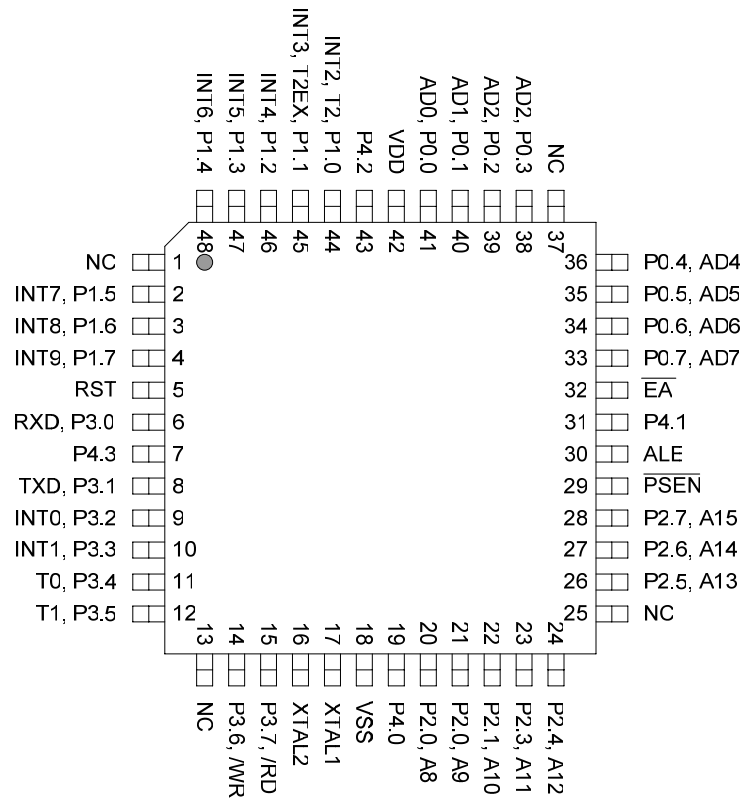 INT6, P1.4
INT5, P1.3
INT4, P1.2
INT3, T2EX, P1.1
INT2, T2, P1.0
P4.2
VDD
AD0, P0.0
AD1, P0.1
AD2, P0.2
AD2, P0.3
NC
48
47
46
45
44
43
42
41
40
39
38
37
NC 1
INT7, P1.5 2
INT8, P1.6 3
INT9, P1.7 4
RST 5
RXD, P3.0 6
P4.3 7
TXD, P3.1 8
INT0, P3.2 9
INT1, P3.3 10
T0, P3.4 11
T1, P3.5 12
36 P0.4, AD4
35 P0.5, AD5
34 P0.6, AD6
33 P0.7, AD7
32 EA
31 P4.1
30 ALE
29 PSEN
28 P2.7, A15
27 P2.6, A14
26 P2.5, A13
25 NC
13
14
15
16
17
18
19
20
21
22
23
24
NC
P3.6, /WR
P3.7, /RD
XTAL2
XTAL1
VSS
P4.0
P2.0, A8
P2.0, A9
P2.1, A10
P2.3, A11
P2.4, A12